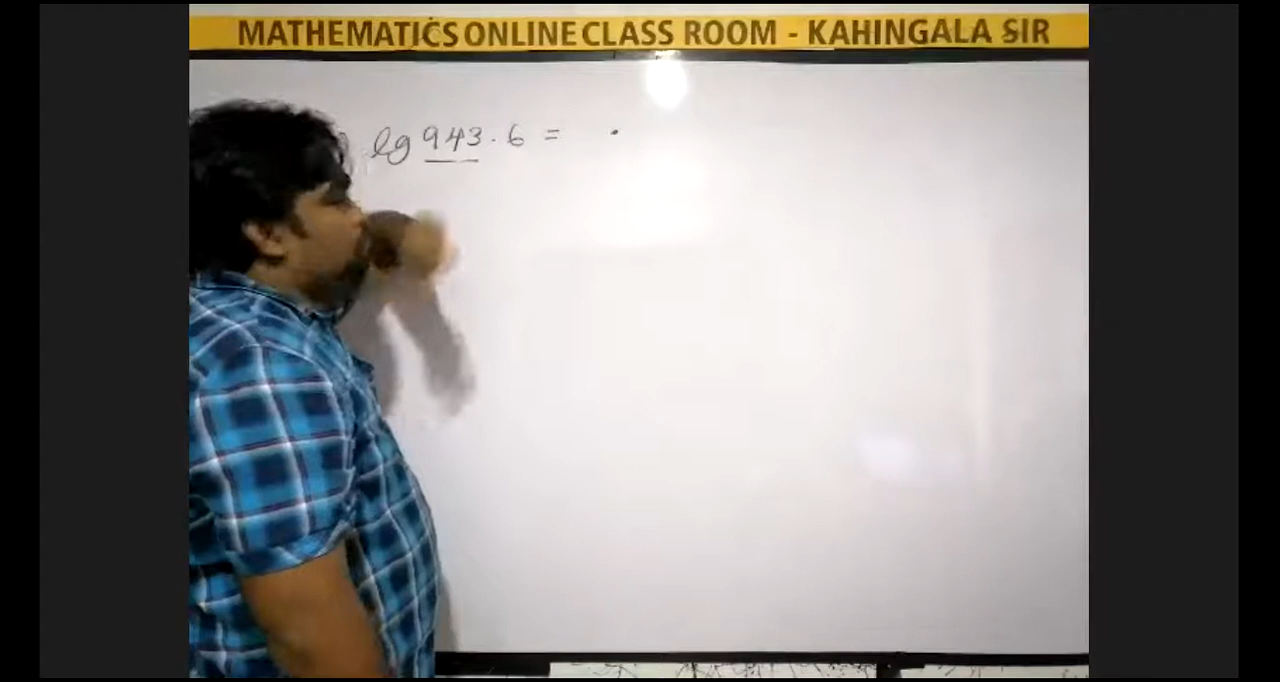 MATHEMATICS ONLINE CLASS ROOM - KAHINGALA SIR
lg 943.6 = .